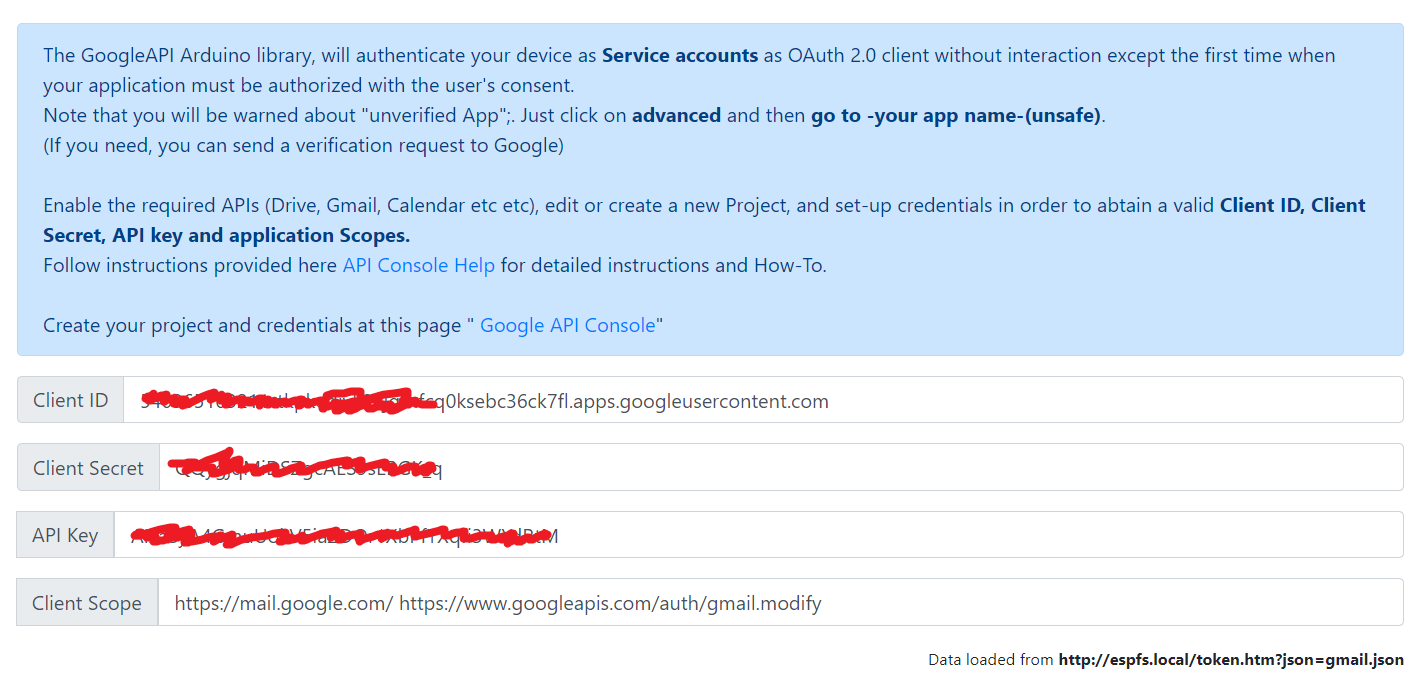 The GoogleAPI Arduino library, will authenticate your device as Service accounts as OAuth 2.0 client without interaction except the first time when
your application must be authorized with the user's consent.
Note that you will be warned about "unverified App";. Just click on advanced and then go to -your app name-(unsafe).
(If you need, you can send a verification request to Google)
Enable the required APIs (Drive, Gmail, Calendar etc etc), edit or create a new Project, and set-up credentials in order to abtain a valid Client ID, Client
Secret, API key and application Scopes.
Follow instructions provided here API Console Help for detailed instructions and How-To.
Create your project and credentials at this page " Google API Console"
Client ID
Client Secret
API Key
Client Scope https://mail.google.com/ https://www.googleapis.com/auth/gmail.modify
Data loaded from http://espfs.local/token.htm?json=gmail.json